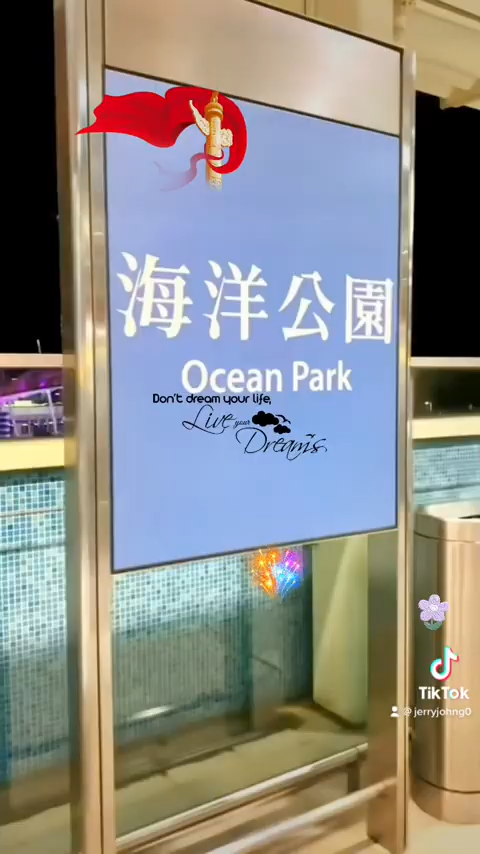 海洋公園
Ocean Park
Don't dream your life,
Live your
Dreams.
TikTok
@jerryjohng0